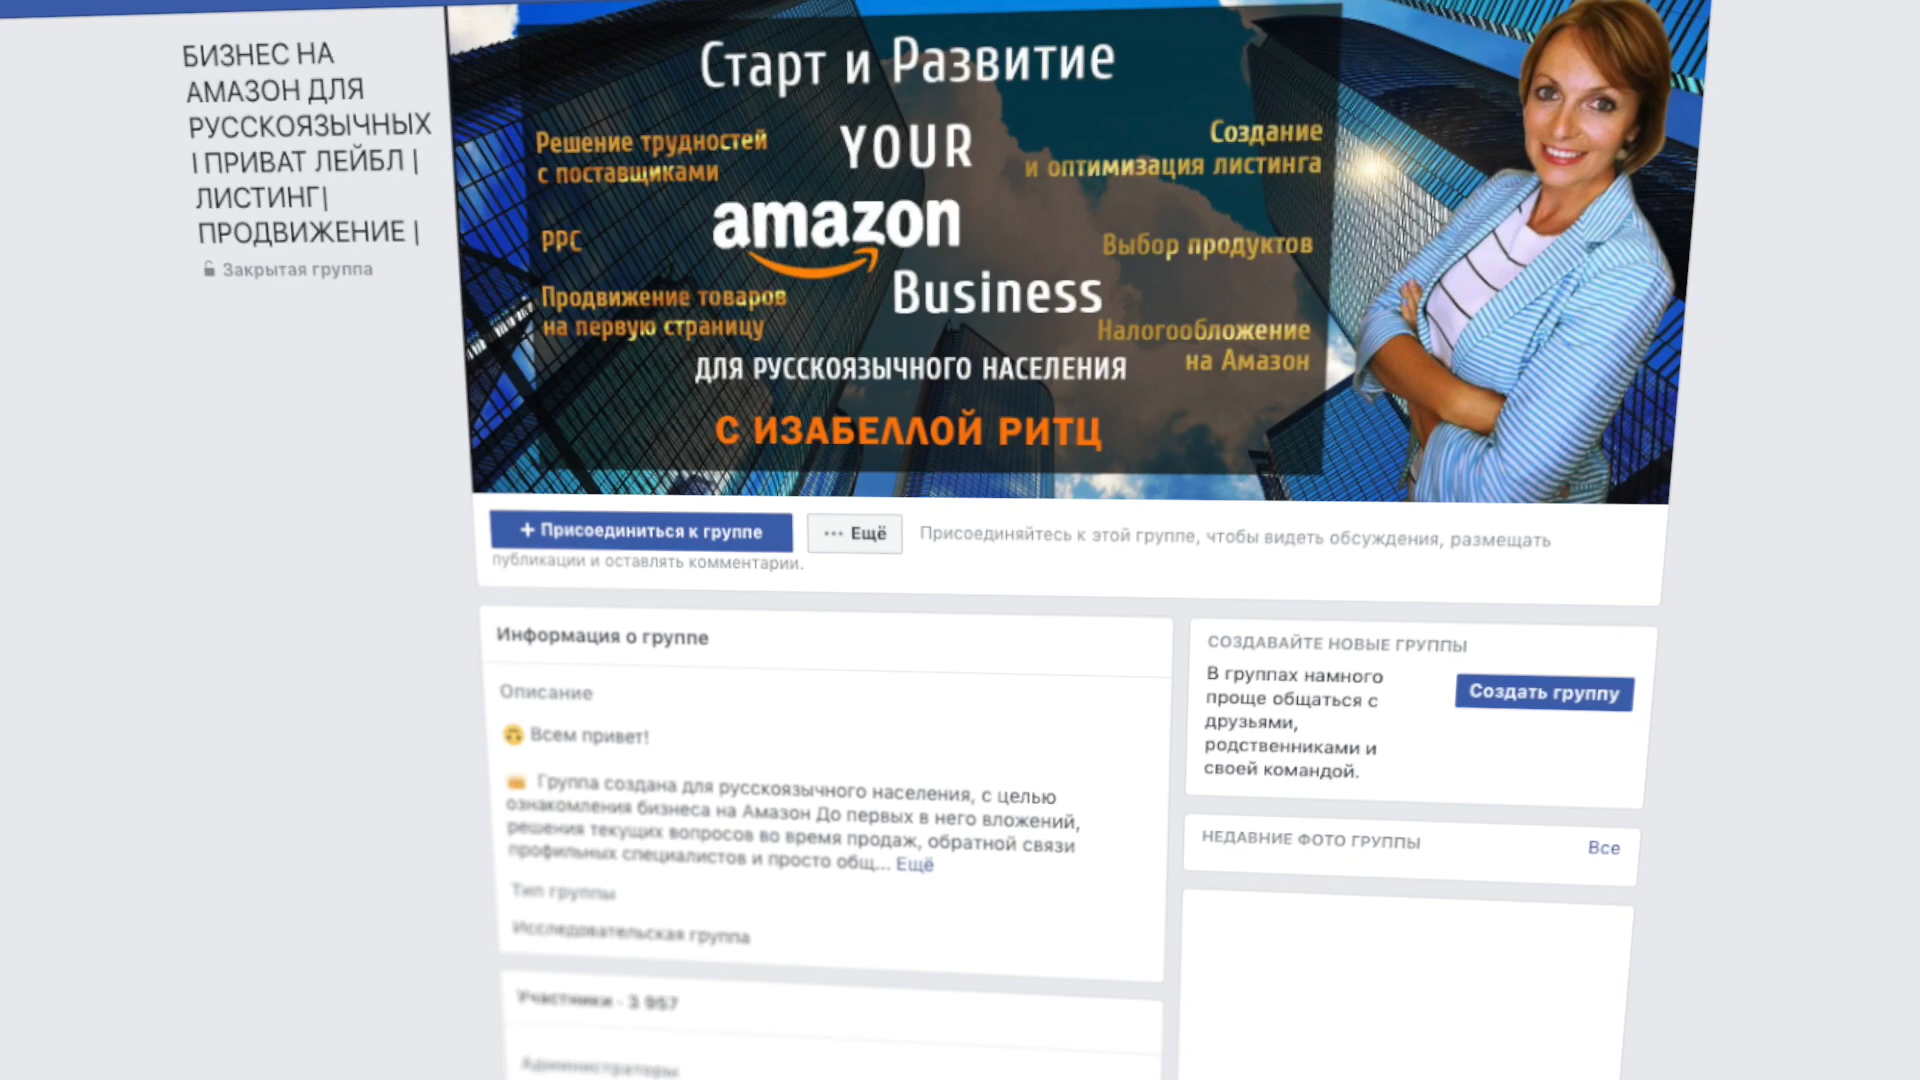 БИЗНЕС НА
АМАЗОН ДЛЯ
РУССКОЯЗЫЧНЫХ
I ПРИВАТ ЛЕЙБЛ |
ЛИСТИНГ|
ПРОДВИЖЕНИЕ |
Закрытая группа
Старт и Развитие
YOUR
amazon
Business
ДЛЯ РУССКОЯЗЫЧНОГО НАСЕЛЕНИЯ
С ИЗАБЕЛЛОЙ РИТЦ
Решение трудностей
с поставщиками
PPC
Продвижение товаров
на первую страницу
Создание
и оптимизация листинга
Выбор продуктов
Налогообложение
на Амазон
+ Присоединиться к группе
··· Ещё
Присоединяйтесь к этой группе, чтобы видеть обсуждения, размещать
публикации и оставлять комментарии.
Информация о группе
Описание
Всем привет!
Группа создана для русскоязычного населения, с целью
ознакомления бизнеса на Амазон До первых в него вложений,
решения текущих вопросов во время продаж, обратной связи
профильных специалистов и просто общ... Ещё
Тип группы
Исследовательская группа
Участники · 3 957
Администраторы
СОЗДАВАЙТЕ НОВЫЕ ГРУППЫ
В группах намного
проще общаться с
друзьями,
родственниками и
своей командой.
Создать группу
НЕДАВНИЕ ФОТО ГРУППЫ
Все